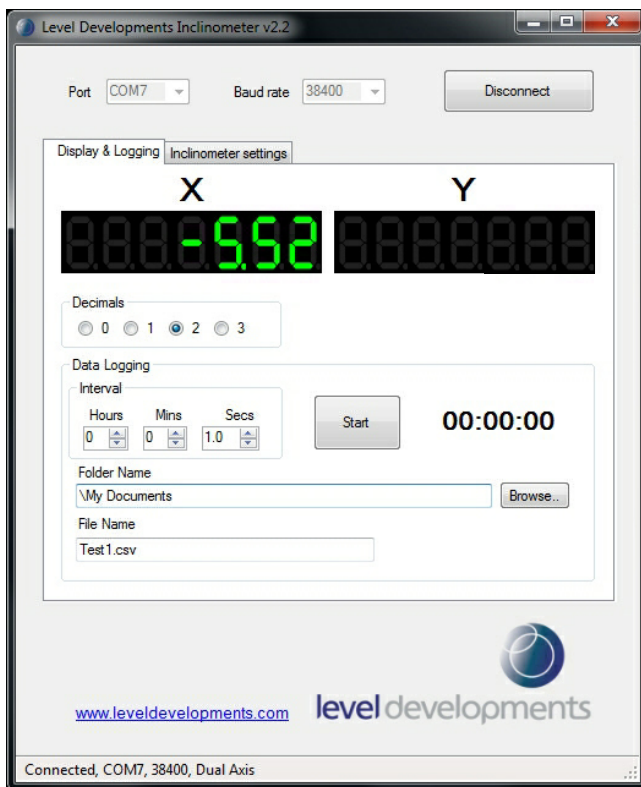 Level Developments Inclinometer v2.2
Port COM7 Baud rate 38400 Disconnect
Display & Logging Inclinometer settings
X Y
-5.52
Decimals
0 1 2 3
Data Logging
Interval
Hours Mins Secs
0 0 1.0 Start 00:00:00
Folder Name
\My Documents Browse..
File Name
Test1.csv
www.leveldevelopments.com leveldevelopments
Connected, COM7, 38400, Dual Axis